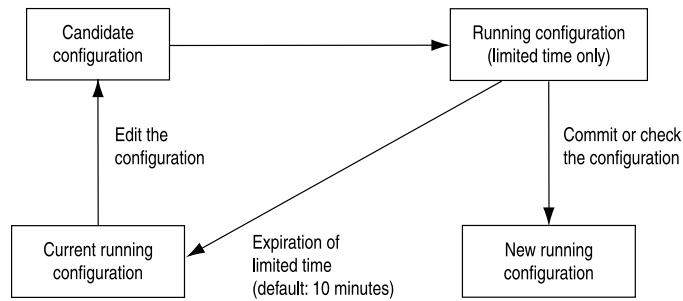 Candidate
configuration
Running configuration
(limited time only)
Edit the
configuration
Commit or check
the configuration
Current running
configuration
Expiration of
limited time
(default: 10 minutes)
New running
configuration